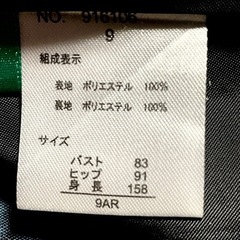 NO. 916106
9
組成表示
表地 ポリエステル 100%
裏地 ポリエステル 100%
サイズ
バスト 83
ヒップ 91
身長 158
9AR